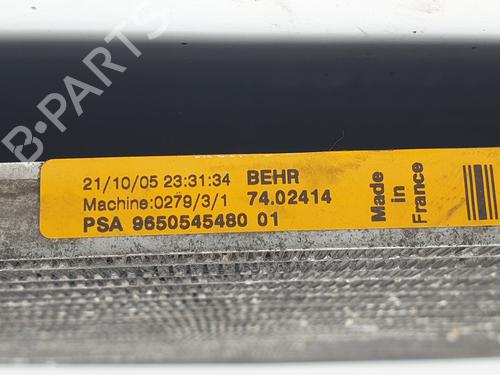 B-PARTS
21/10/05 23:31:34 BEHR
Machine:0279/3/1 74.02414
PSA 9650545480 01
Made
in
France